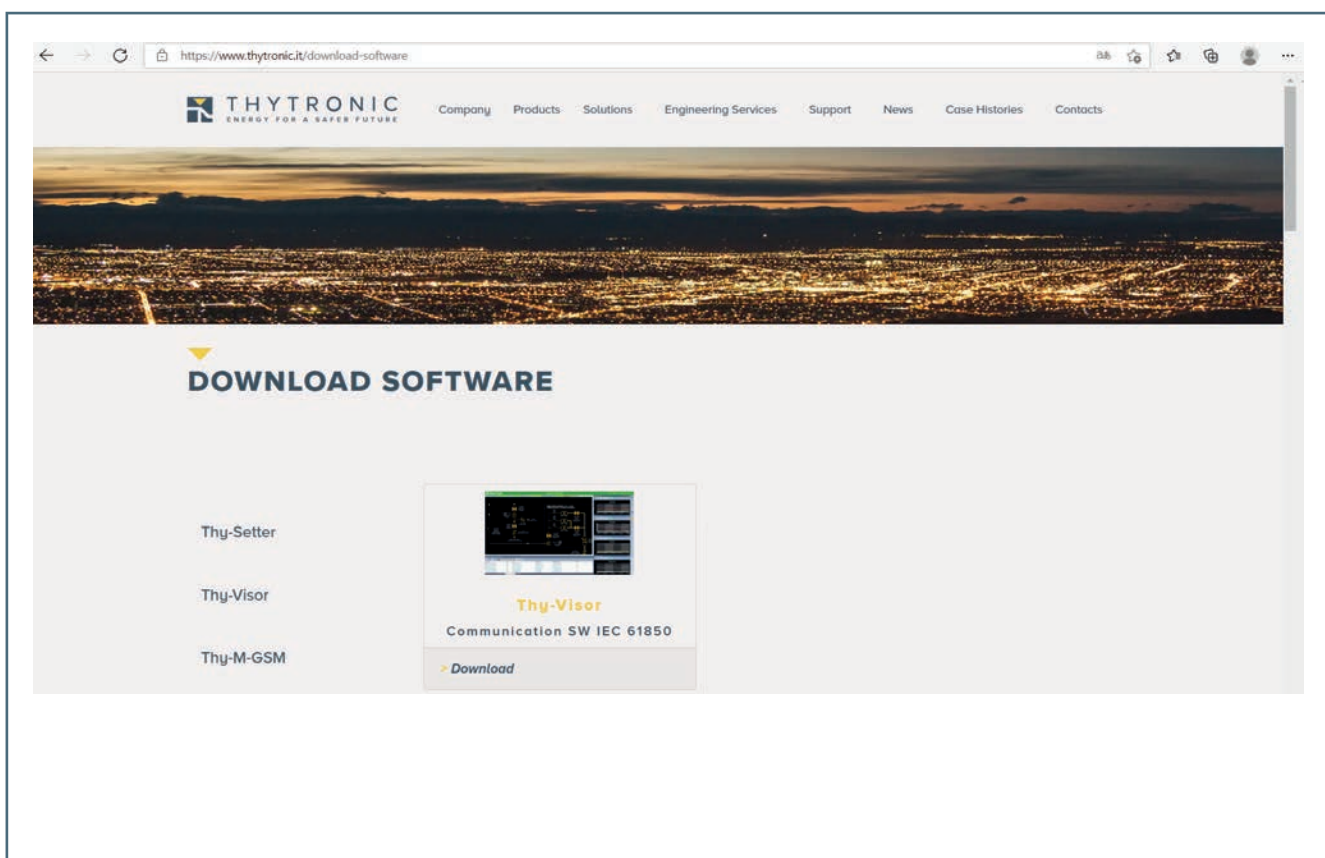 https://www.thytronic.it/download-software
THYTRONIC
ENERGY FOR A SAFER FUTURE
Company Products Solutions Engineering Services Support News Case Histories Contacts
DOWNLOAD SOFTWARE
Thy-Setter
Thy-Visor
Thy-M-GSM
Thy-Visor
Communication SW IEC 61850
> Download